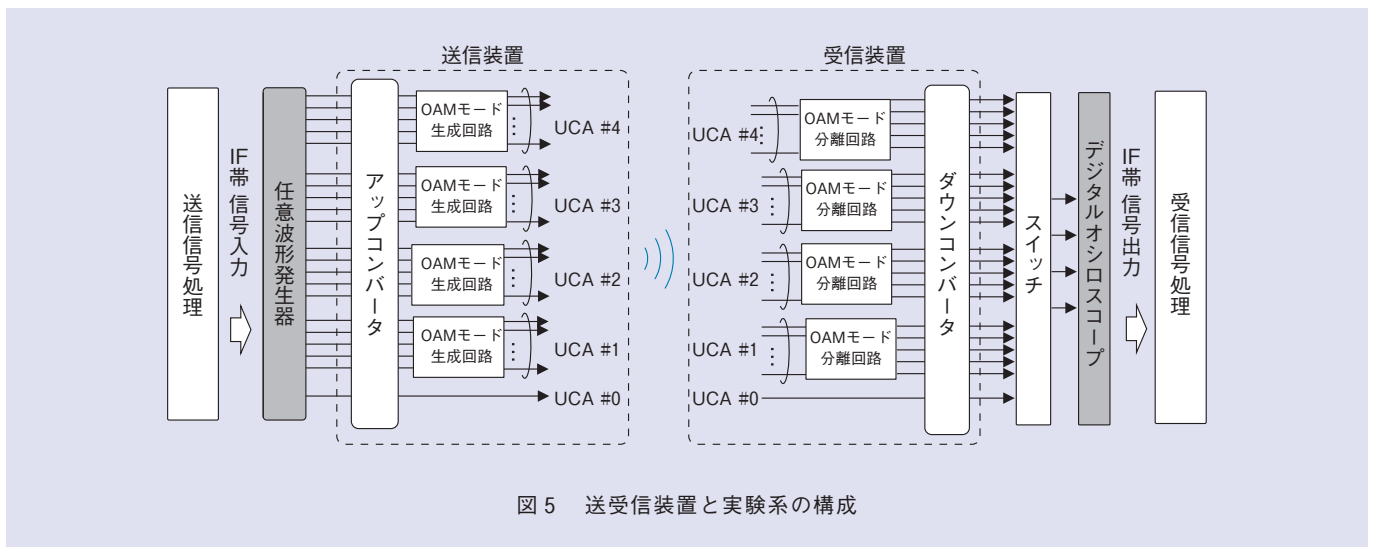 送信装置
受信装置
送信信号処理
IF帯 信号入力
任意波形発生器
アップコンバータ
OAMモード
生成回路
UCA #4
OAMモード
生成回路
UCA #3
OAMモード
生成回路
UCA #2
OAMモード
生成回路
UCA #1
UCA #0
UCA #4
OAMモード
分離回路
UCA #3
OAMモード
分離回路
UCA #2
OAMモード
分離回路
UCA #1
OAMモード
分離回路
UCA #0
ダウンコンバータ
スイッチ
デジタルオシロスコープ
IF帯 信号出力
受信信号処理
図5 送受信装置と実験系の構成